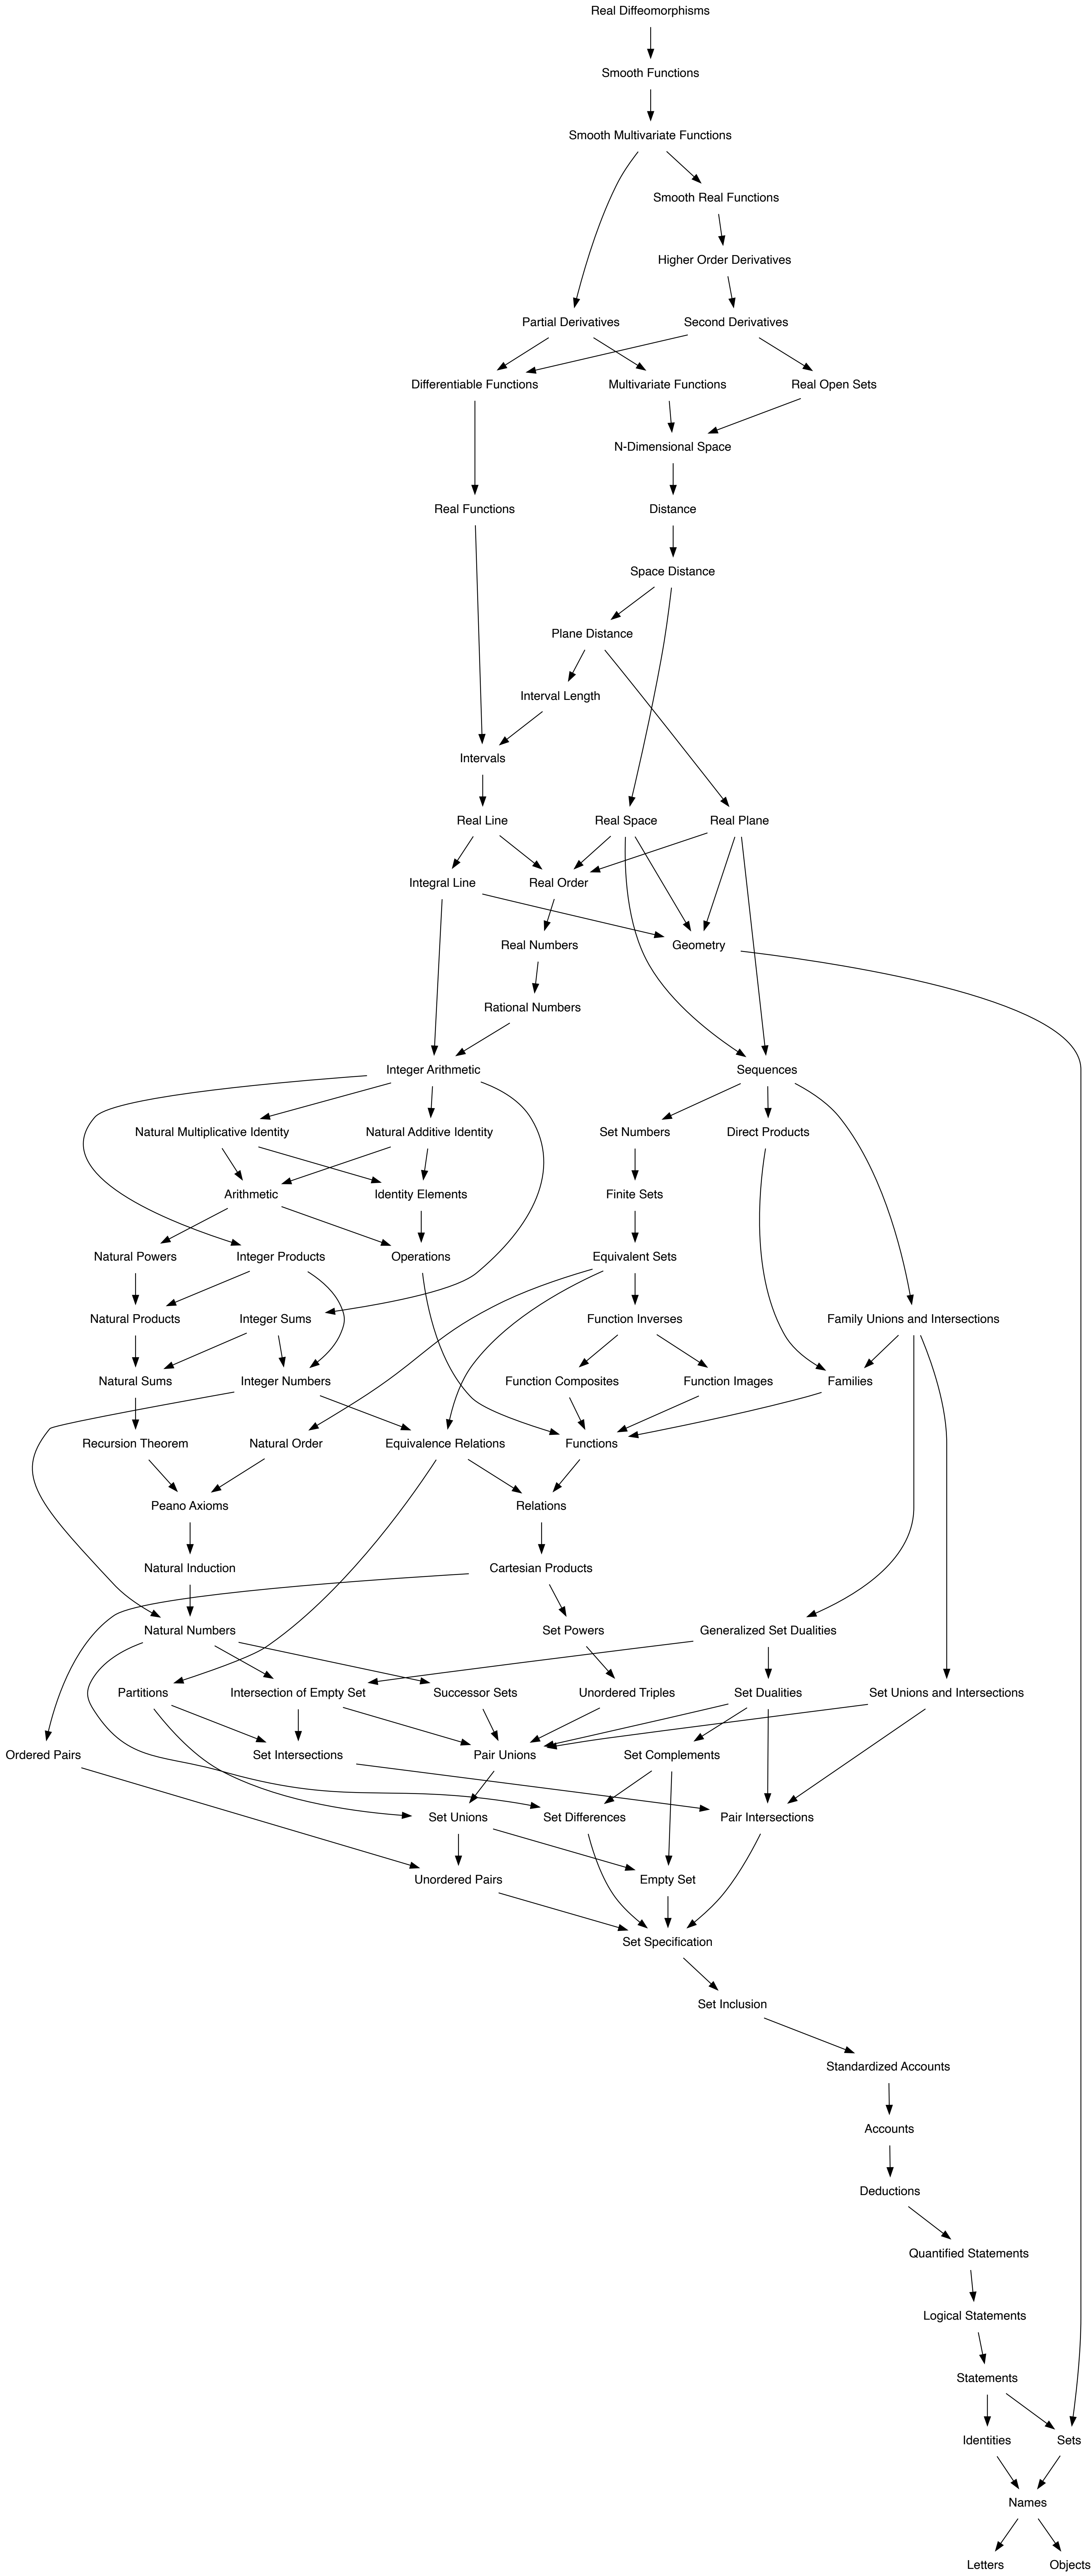 Real Diffeomorphisms
Smooth Functions
Smooth Multivariate Functions
Smooth Real Functions
Higher Order Derivatives
Partial Derivatives
Second Derivatives
Differentiable Functions
Multivariate Functions
Real Open Sets
N-Dimensional Space
Real Functions
Distance
Space Distance
Plane Distance
Interval Length
Intervals
Real Line
Real Space
Real Plane
Integral Line
Real Order
Real Numbers
Geometry
Rational Numbers
Integer Arithmetic
Sequences
Natural Multiplicative Identity
Natural Additive Identity
Set Numbers
Direct Products
Arithmetic
Identity Elements
Finite Sets
Natural Powers
Integer Products
Operations
Equivalent Sets
Natural Products
Integer Sums
Function Inverses
Family Unions and Intersections
Natural Sums
Integer Numbers
Function Composites
Function Images
Families
Recursion Theorem
Natural Order
Equivalence Relations
Functions
Peano Axioms
Relations
Natural Induction
Cartesian Products
Natural Numbers
Set Powers
Generalized Set Dualities
Partitions
Intersection of Empty Set
Successor Sets
Unordered Triples
Set Dualities
Set Unions and Intersections
Ordered Pairs
Set Intersections
Pair Unions
Set Complements
Set Unions
Set Differences
Pair Intersections
Unordered Pairs
Empty Set
Set Specification
Set Inclusion
Standardized Accounts
Accounts
Deductions
Quantified Statements
Logical Statements
Statements
Identities
Sets
Names
Letters
Objects